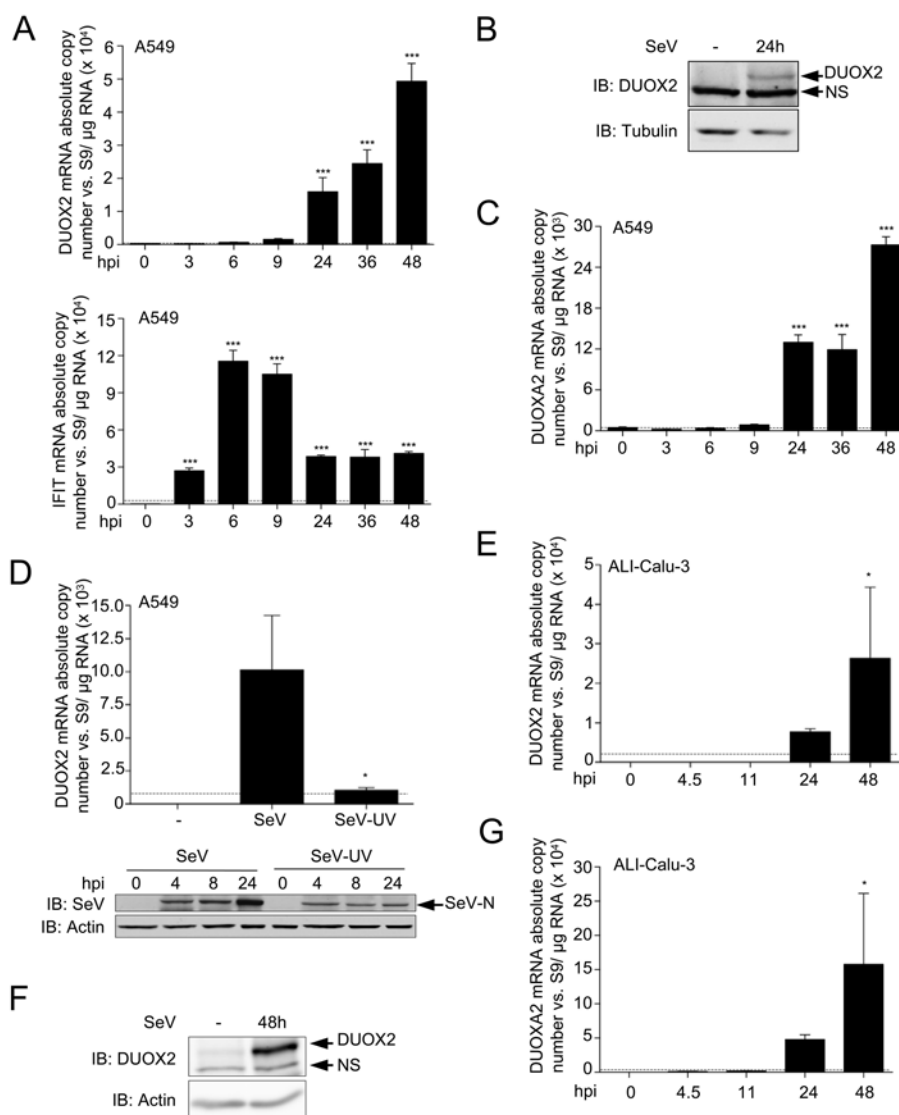 A
A549
DUOX2 mRNA absolute copy
number vs. S9/ µg RNA (x 10⁴)
6
5
4
3
2
1
0
***
***
***
hpi 0 3 6 9 24 36 48
A549
IFIT mRNA absolute copy
number vs. S9/ µg RNA (x 10⁴)
15
12
9
6
3
0
***
***
***
***
***
***
hpi 0 3 6 9 24 36 48
B
SeV - 24h
IB: DUOX2
DUOX2
NS
IB: Tubulin
C
A549
DUOXA2 mRNA absolute copy
number vs. S9/ µg RNA (x 10³)
30
24
18
12
6
0
***
***
***
hpi 0 3 6 9 24 36 48
D
A549
DUOX2 mRNA absolute copy
number vs. S9/ µg RNA (x 10³)
15.0
12.5
10.0
7.5
5.0
2.5
0
*
- SeV SeV-UV
SeV SeV-UV
hpi 0 4 8 24 0 4 8 24
IB: SeV
SeV-N
IB: Actin
E
ALI-Calu-3
DUOX2 mRNA absolute copy
number vs. S9/ µg RNA (x 10⁴)
5
4
3
2
1
0
*
hpi 0 4.5 11 24 48
F
SeV - 48h
IB: DUOX2
DUOX2
NS
IB: Actin
G
ALI-Calu-3
DUOXA2 mRNA absolute copy
number vs. S9/ µg RNA (x 10⁴)
30
25
20
15
10
5
0
*
hpi 0 4.5 11 24 48